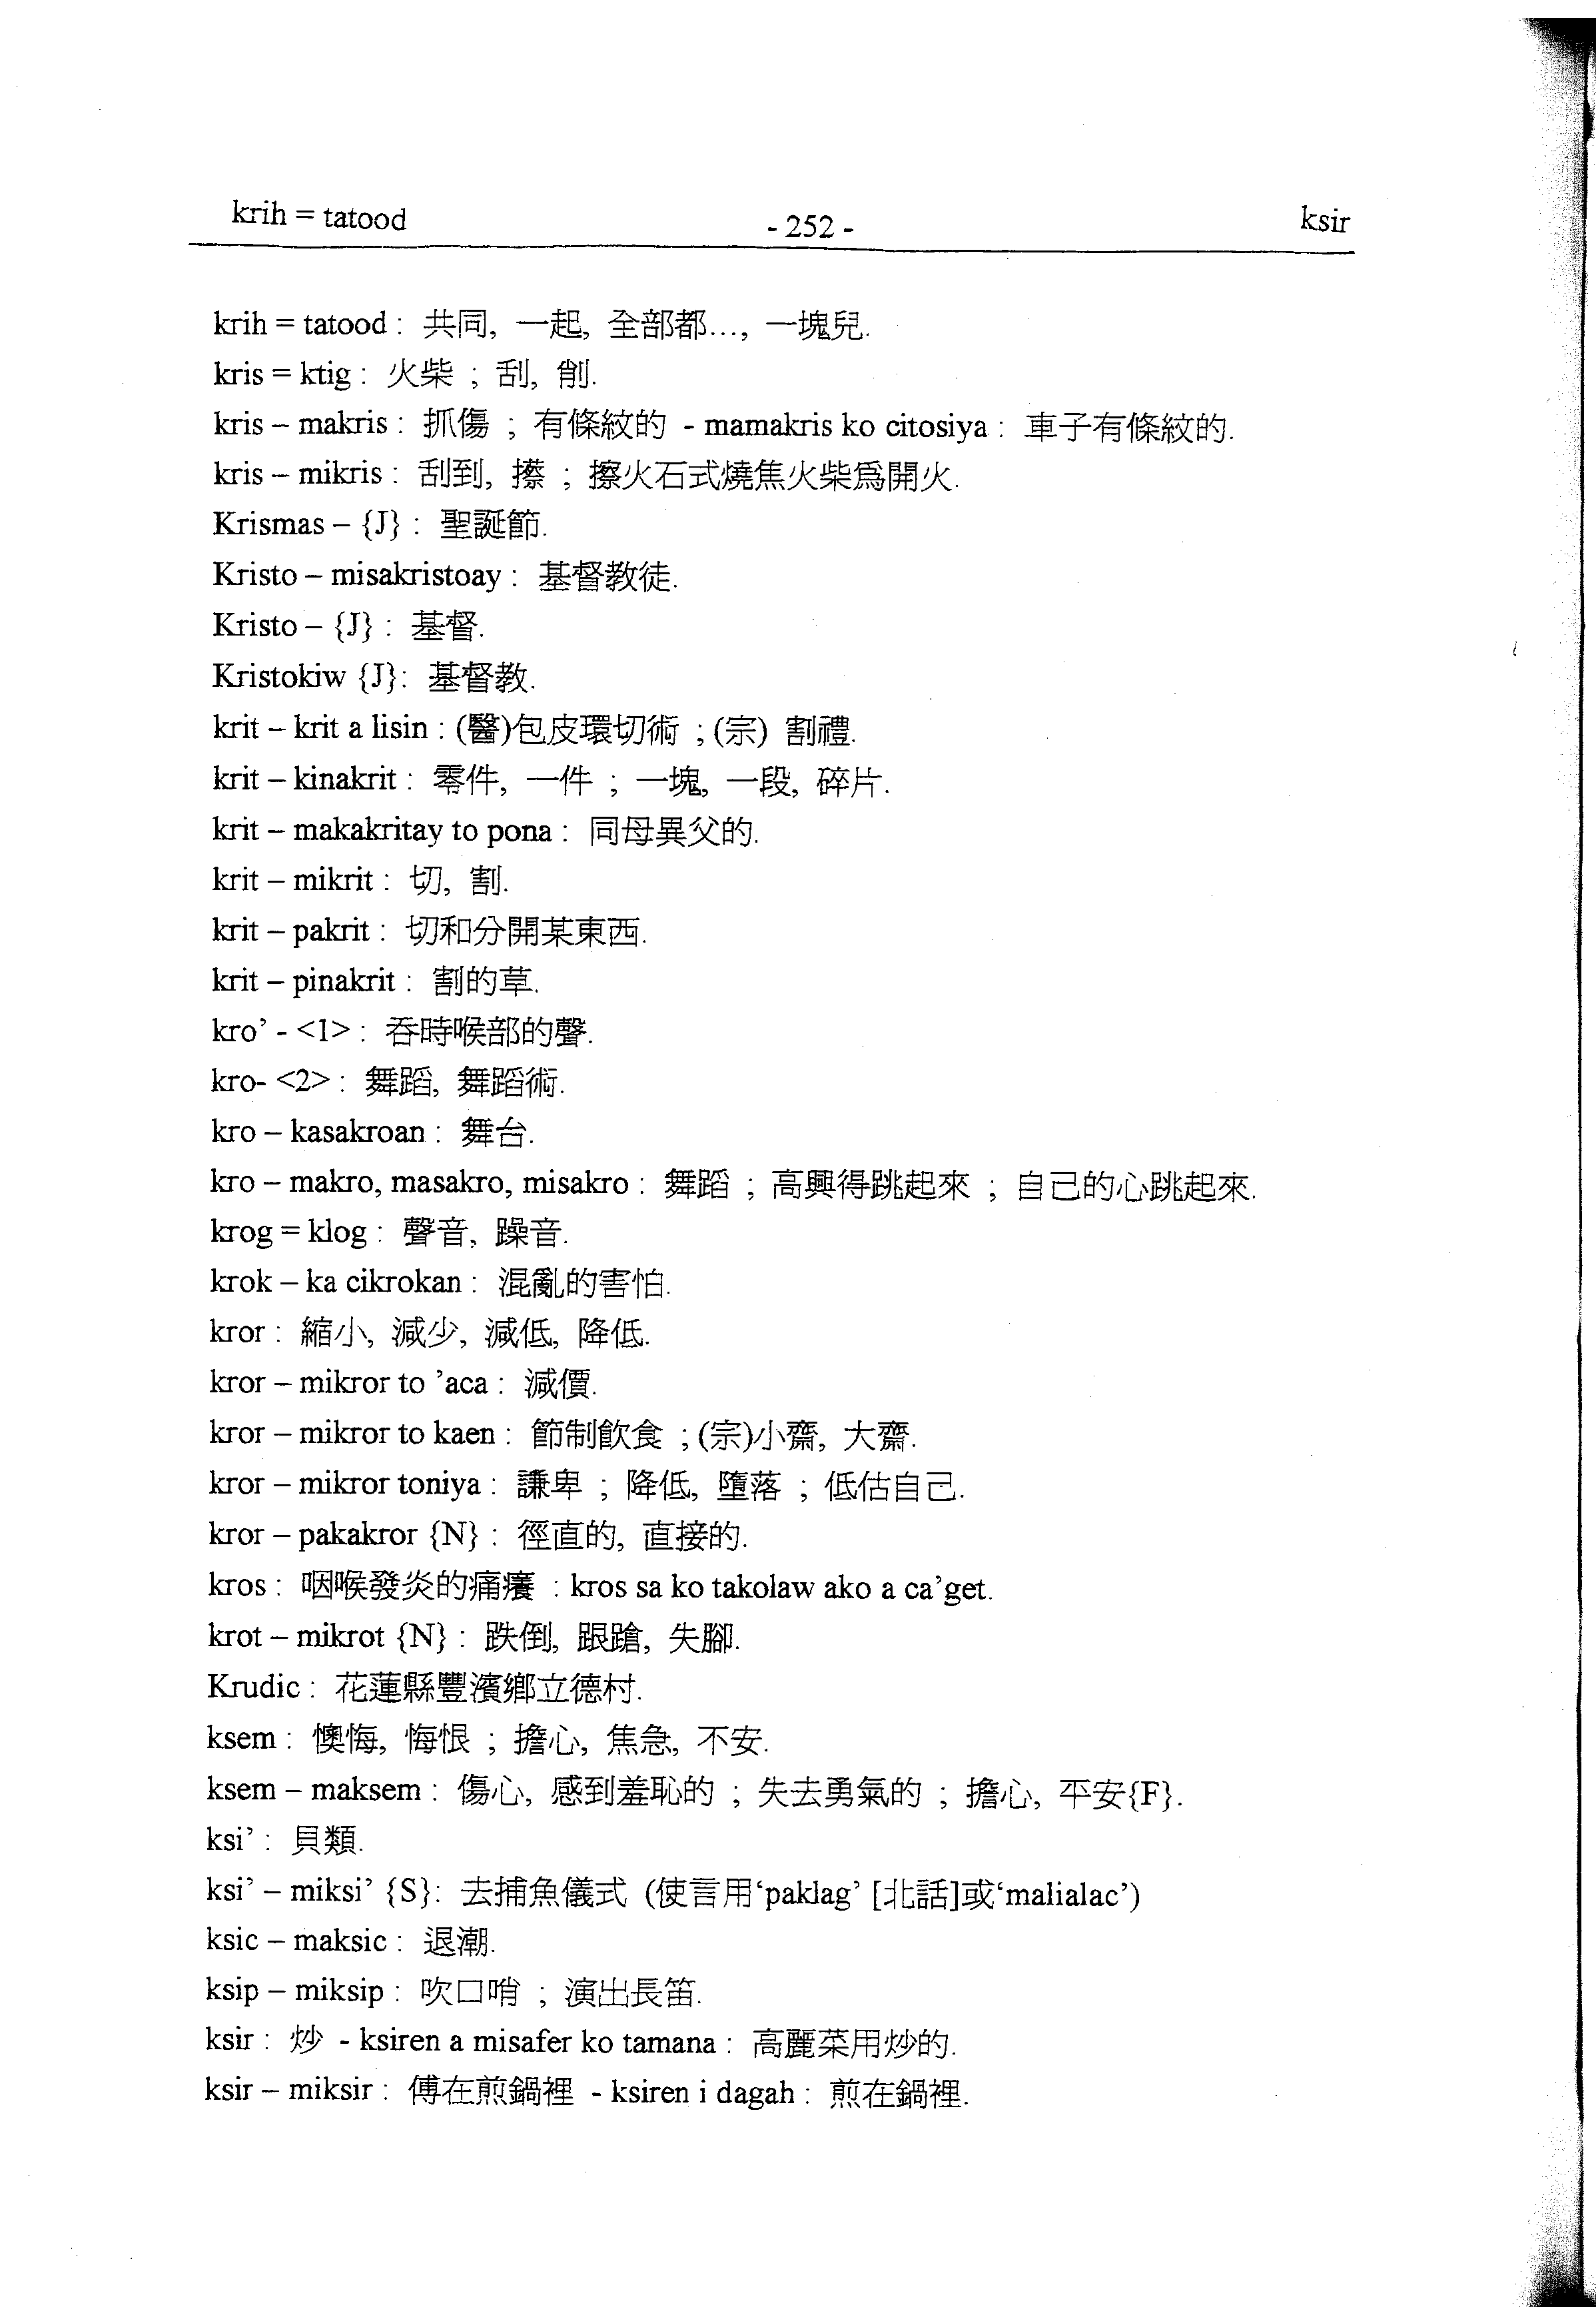 krih = tatood
- 252 -
ksir
krih = tatood : 共同, 一起, 全部都..., 一塊兒.
kris = ktig : 火柴 ; 刮, 削.
kris – makris : 抓傷 ; 有條紋的 - mamakris ko citosiya : 車子有條紋的.
kris – mikris : 刮到, 搽 ; 擦火石式燒焦火柴爲開火.
Krismas – {J} : 聖誕節.
Kristo – misakristoay : 基督教徒.
Kristo – {J} : 基督.
Kristokiw {J}: 基督教.
krit – krit a lisin : (醫)包皮環切術 ; (宗) 割禮.
krit – kinakrit : 零件, 一件 ; 一塊, 一段, 碎片.
krit – makakritay to pona : 同母異父的.
krit – mikrit : 切, 割.
krit – pakrit : 切和分開某東西.
krit – pinakrit : 割的草.
kro’ - <1> : 吞時喉部的聲.
kro- <2> : 舞蹈, 舞蹈術.
kro – kasakroan : 舞台.
kro – makro, masakro, misakro : 舞蹈 ; 高興得跳起來 ; 自己的心跳起來.
krog = klog : 聲音, 躁音.
krok – ka cikrokan : 混亂的害怕.
kror : 縮小, 減少, 減低, 降低.
kror – mikror to ’aca : 減價.
kror – mikror to kaen : 節制飲食 ; (宗)小齋, 大齋.
kror – mikror toniya : 謙卑 ; 降低, 墮落 ; 低估自己.
kror – pakakror {N} : 徑直的, 直接的.
kros : 咽喉發炎的痛癢 : kros sa ko takolaw ako a ca’get.
krot – mikrot {N} : 跌倒, 踉蹌, 失腳.
Krudic : 花蓮縣豐濱鄉立德村.
ksem : 懊悔, 悔恨 ; 擔心, 焦急, 不安.
ksem – maksem : 傷心, 感到羞恥的 ; 失去勇氣的 ; 擔心, 平安{F}.
ksi’ : 貝類.
ksi’ – miksi’ {S}: 去捕魚儀式 (使言用‘paklag’ [北話]或‘malialac’)
ksic – maksic : 退潮.
ksip – miksip : 吹口哨 ; 演出長笛.
ksir : 炒 - ksiren a misafer ko tamana : 高麗菜用炒的.
ksir – miksir : 傅在煎鍋裡 - ksiren i dagah : 煎在鍋裡.